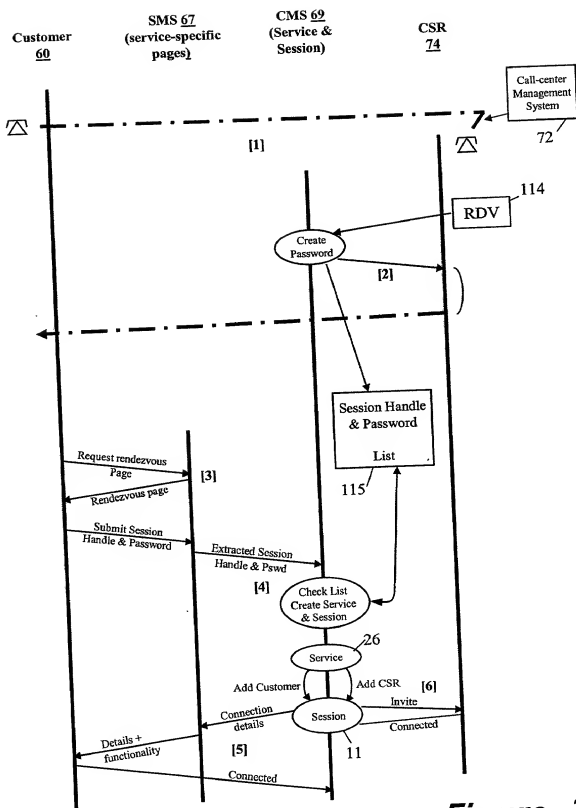 SMS 67
(service-specific
pages)
CMS 69
(Service &
Session)
Customer
60
CSR
74
Call-center
Management
System
72
[1]
RDV
114
Create
Password
[2]
Session Handle
& Password
List
115
Request rendezvous
Page
[3]
Rendezvous page
Submit Session
Handle & Password
Extracted Session
Handle & Pswd
[4]
Check List
Create Service
& Session
Service
26
Add Customer
Add CSR
[6]
Session
11
Invite
Connected
Connection
details
Details +
functionality
[5]
Connected
Figure